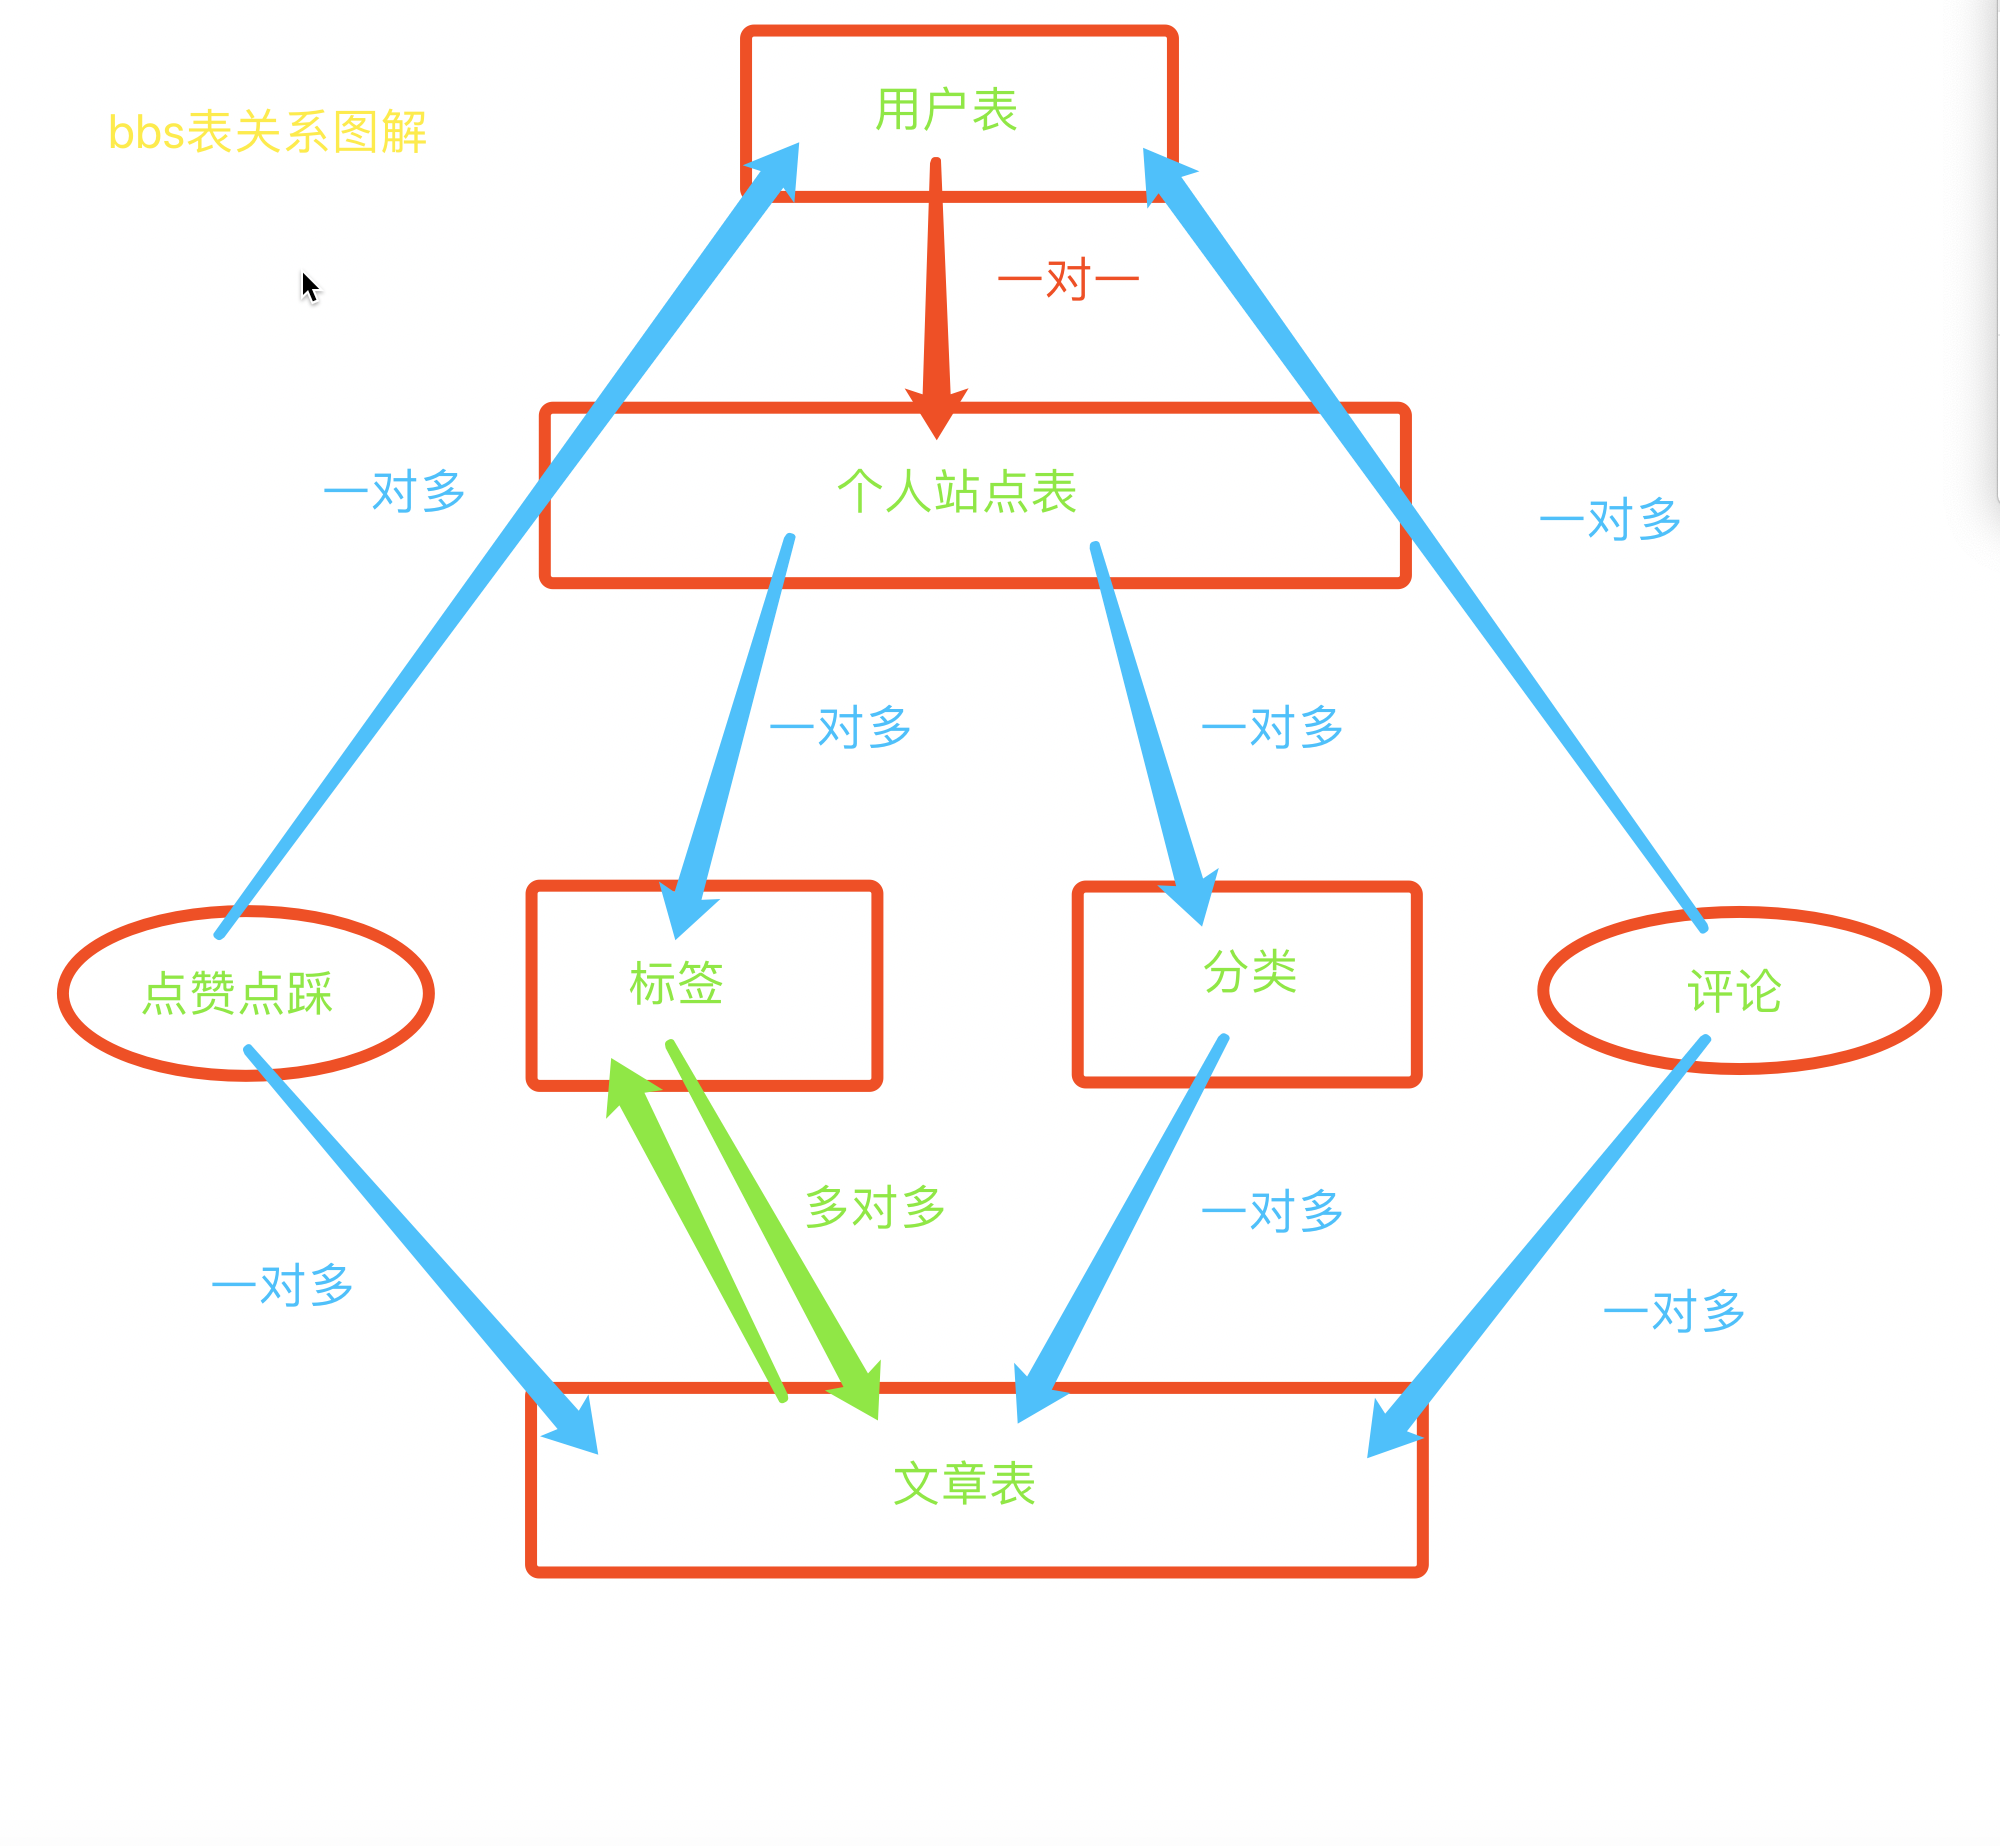 用户表
bbs表关系图解
一对一
一对多
个人站点表
一对多
一对多
一对多
点赞点踩
标签
分类
评论
多对多
一对多
一对多
一对多
文章表